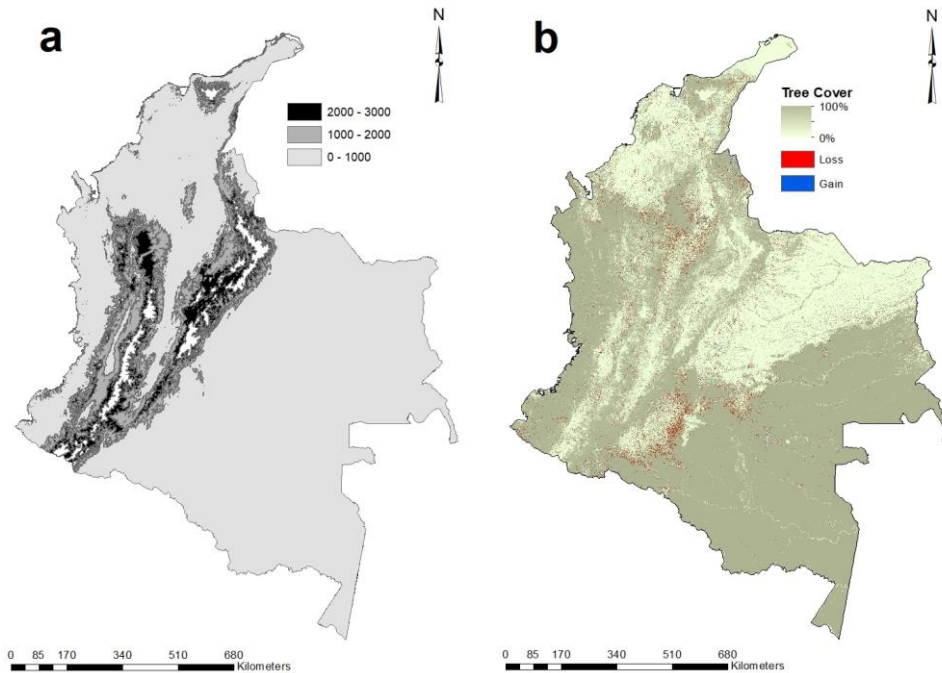 a
N
2000 - 3000
1000 - 2000
0 - 1000
0 85 170 340 510 680
Kilometers
b
N
Tree Cover
100%
0%
Loss
Gain
0 85 170 340 510 680
Kilometers